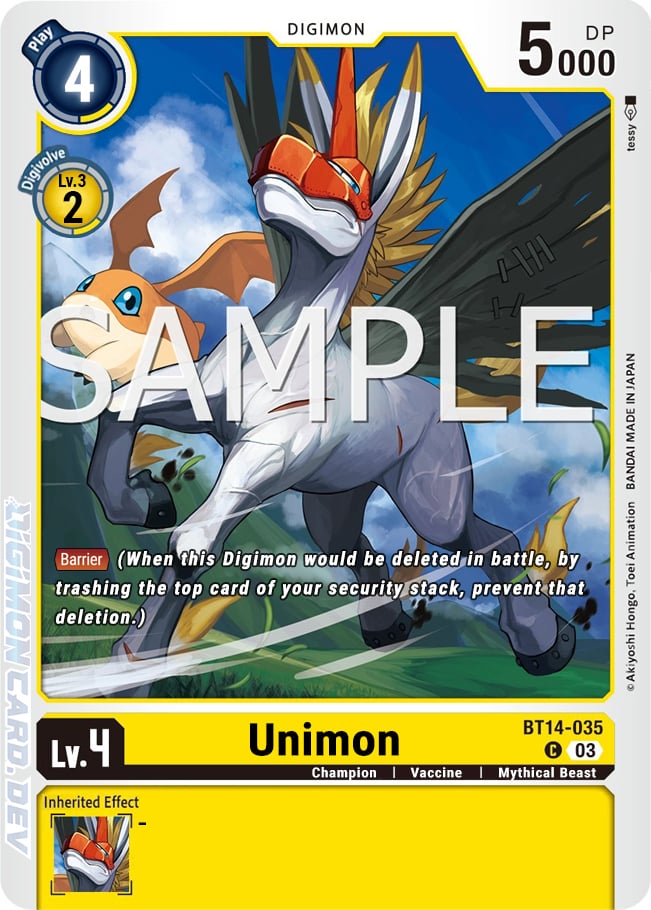 DIGIMON
Play
4
5000
DP
Digivolve
Lv.3
2
tessy
SAMPLE
Barrier (When this Digimon would be deleted in battle, by
trashing the top card of your security stack, prevent that
deletion.)
© Akiyoshi Hongo, Toei Animation BANDAI MADE IN JAPAN
DIGIMONCARD.DEV
Lv.4
Unimon
BT14-035
C 03
Champion | Vaccine | Mythical Beast
Inherited Effect
-